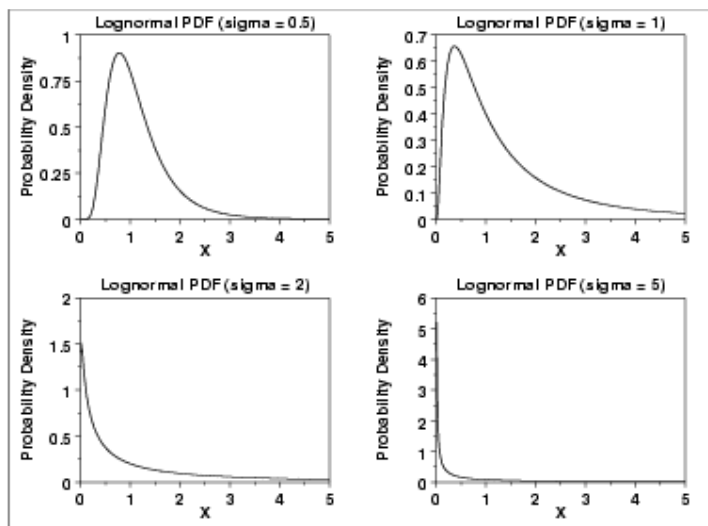 Lognormal PDF (sigma = 0.5)
Probability Density
1
0.75
0.5
0.25
0
0 1 2 3 4 5
X
Lognormal PDF (sigma = 1)
Probability Density
0.7
0.6
0.5
0.4
0.3
0.2
0.1
0
0 1 2 3 4 5
X
Lognormal PDF (sigma = 2)
Probability Density
2
1.5
1
0.5
0
0 1 2 3 4 5
X
Lognormal PDF (sigma = 5)
Probability Density
6
5
4
3
2
1
0
0 1 2 3 4 5
X